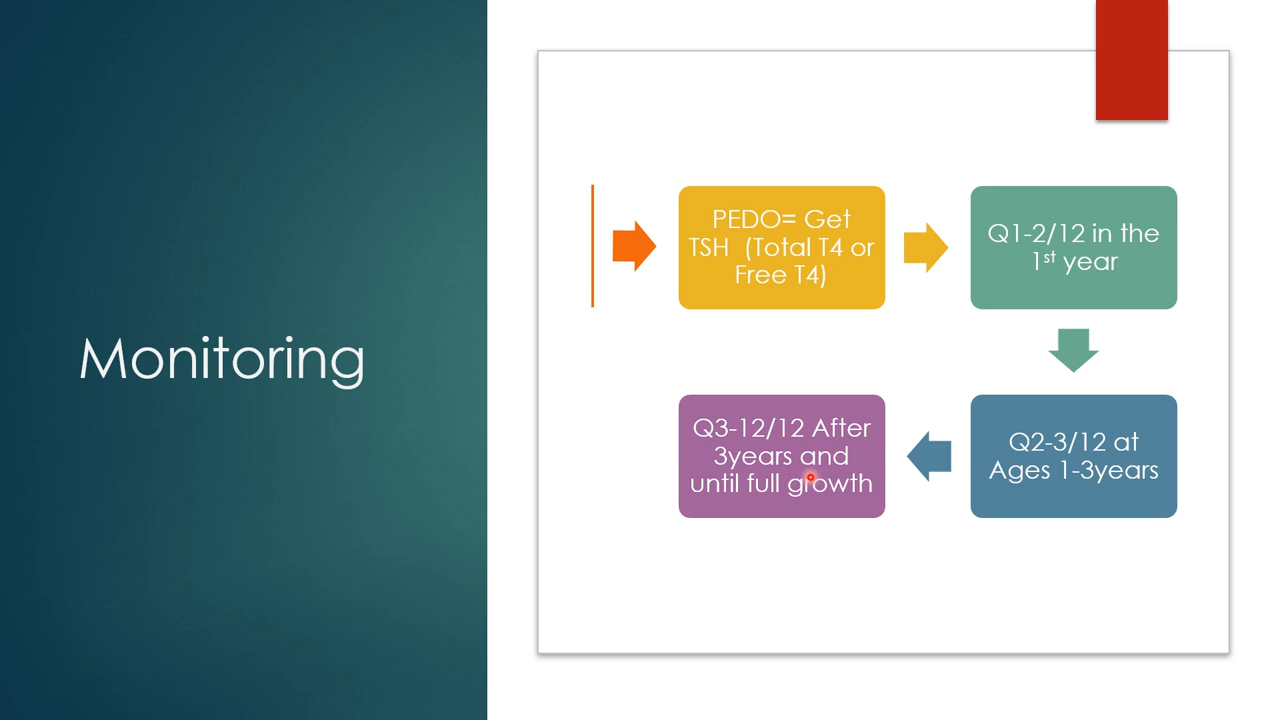 Monitoring
PEDO= Get
TSH (Total T4 or
Free T4)
Q1-2/12 in the
1st year
Q2-3/12 at
Ages 1-3years
Q3-12/12 After
3years and
until full growth